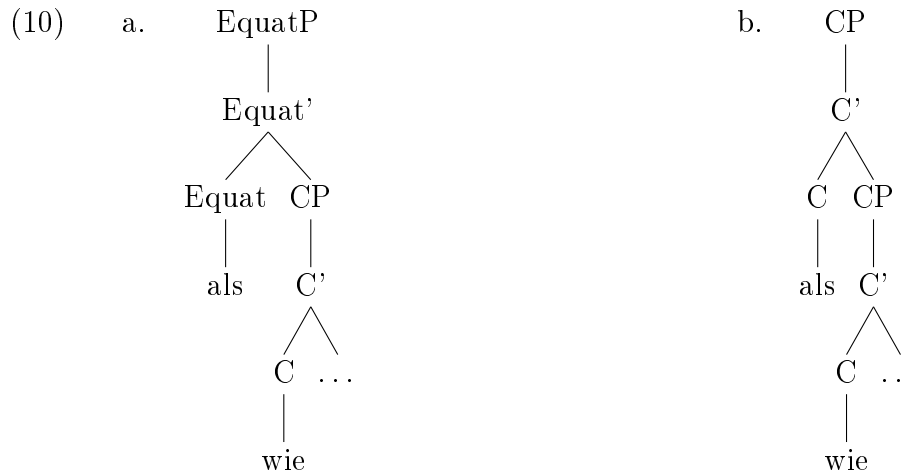 (10) a. EquatP b. CP
Equat' C'
Equat CP C CP
als C' als C'
C ... C ..
wie wie